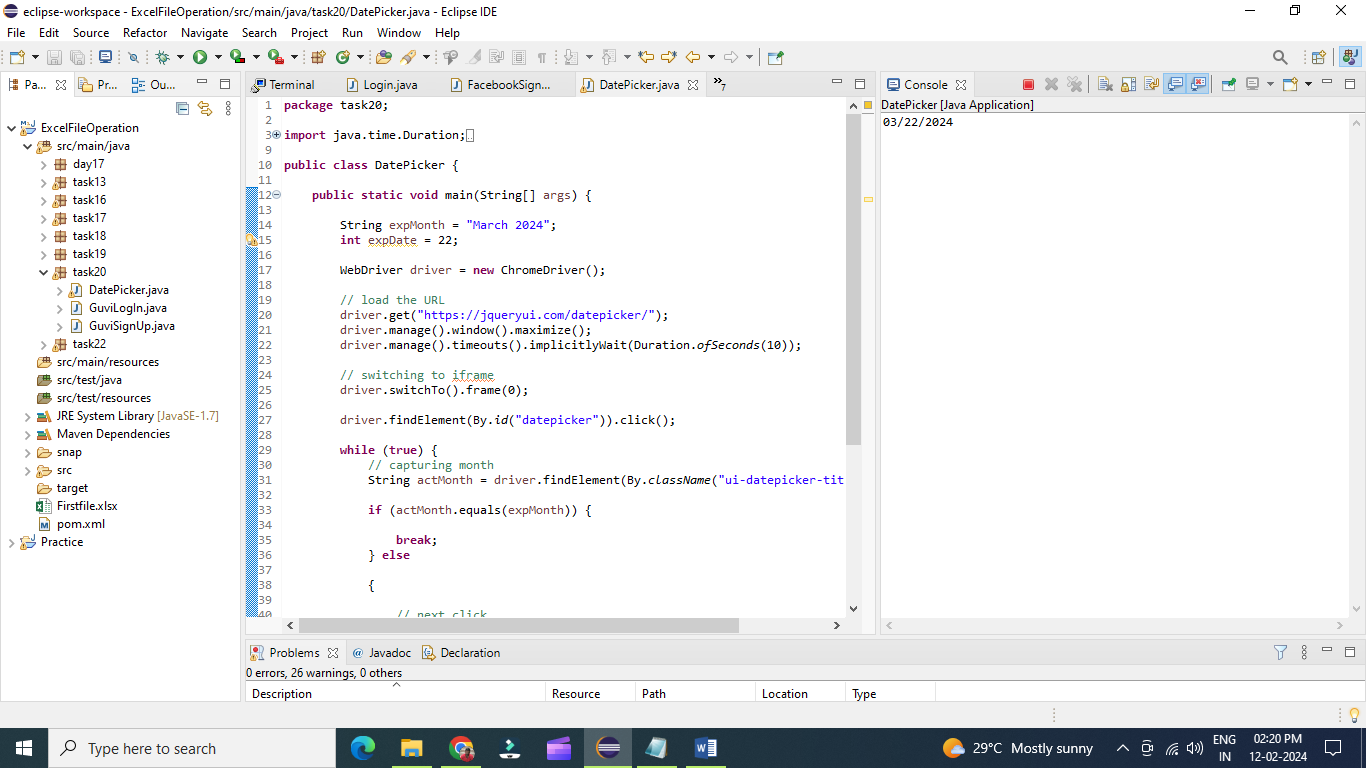 eclipse-workspace - ExcelFileOperation/src/main/java/task20/DatePicker.java - Eclipse IDE
File Edit Source Refactor Navigate Search Project Run Window Help
Pa... Pr... Ou...
ExcelFileOperation
src/main/java
day17
task13
task16
task17
task18
task19
task20
DatePicker.java
GuviLogIn.java
GuviSignUp.java
task22
src/main/resources
src/test/java
src/test/resources
JRE System Library [JavaSE-1.7]
Maven Dependencies
snap
src
target
Firstfile.xlsx
pom.xml
Practice
Terminal Login.java FacebookSign... DatePicker.java 7
1 package task20;
2
3 import java.time.Duration;
9
10 public class DatePicker {
11
12 public static void main(String[] args) {
13
14 String expMonth = "March 2024";
15 int expDate = 22;
16
17 WebDriver driver = new ChromeDriver();
18
19 // load the URL
20 driver.get("https://jqueryui.com/datepicker/");
21 driver.manage().window().maximize();
22 driver.manage().timeouts().implicitlyWait(Duration.ofSeconds(10));
23
24 // switching to iframe
25 driver.switchTo().frame(0);
26
27 driver.findElement(By.id("datepicker")).click();
28
29 while (true) {
30 // capturing month
31 String actMonth = driver.findElement(By.className("ui-datepicker-tit
32
33 if (actMonth.equals(expMonth)) {
34
35 break;
36 } else
37
38 {
39
40 // next click
Console
DatePicker [Java Application]
03/22/2024
Problems Javadoc Declaration
0 errors, 26 warnings, 0 others
Description Resource Path Location Type
Type here to search
29°C Mostly sunny
ENG
IN
02:20 PM
12-02-2024